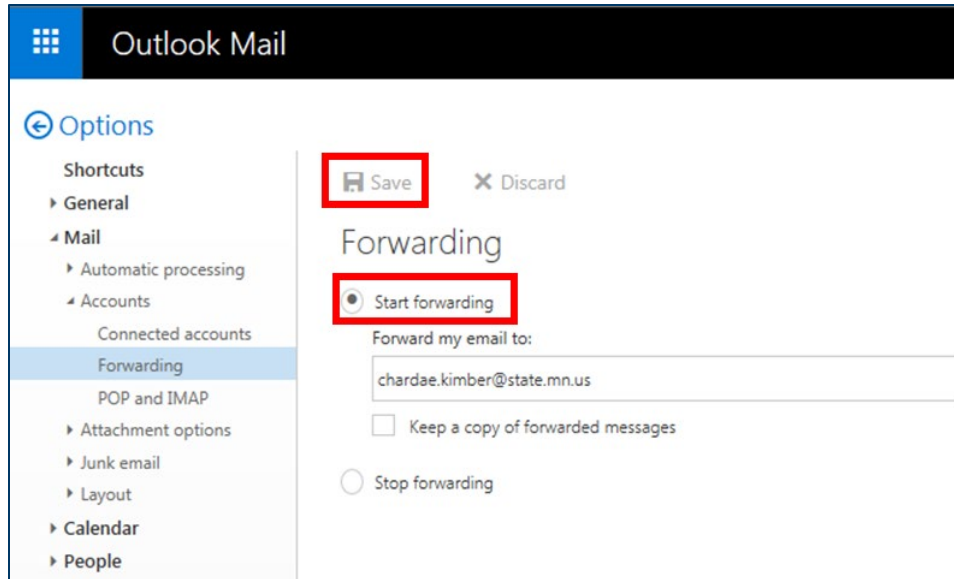 Outlook Mail
Options
Shortcuts
General
Mail
Automatic processing
Accounts
Connected accounts
Forwarding
POP and IMAP
Attachment options
Junk email
Layout
Calendar
People
Save
Discard
Forwarding
Start forwarding
Forward my email to:
chardae.kimber@state.mn.us
Keep a copy of forwarded messages
Stop forwarding